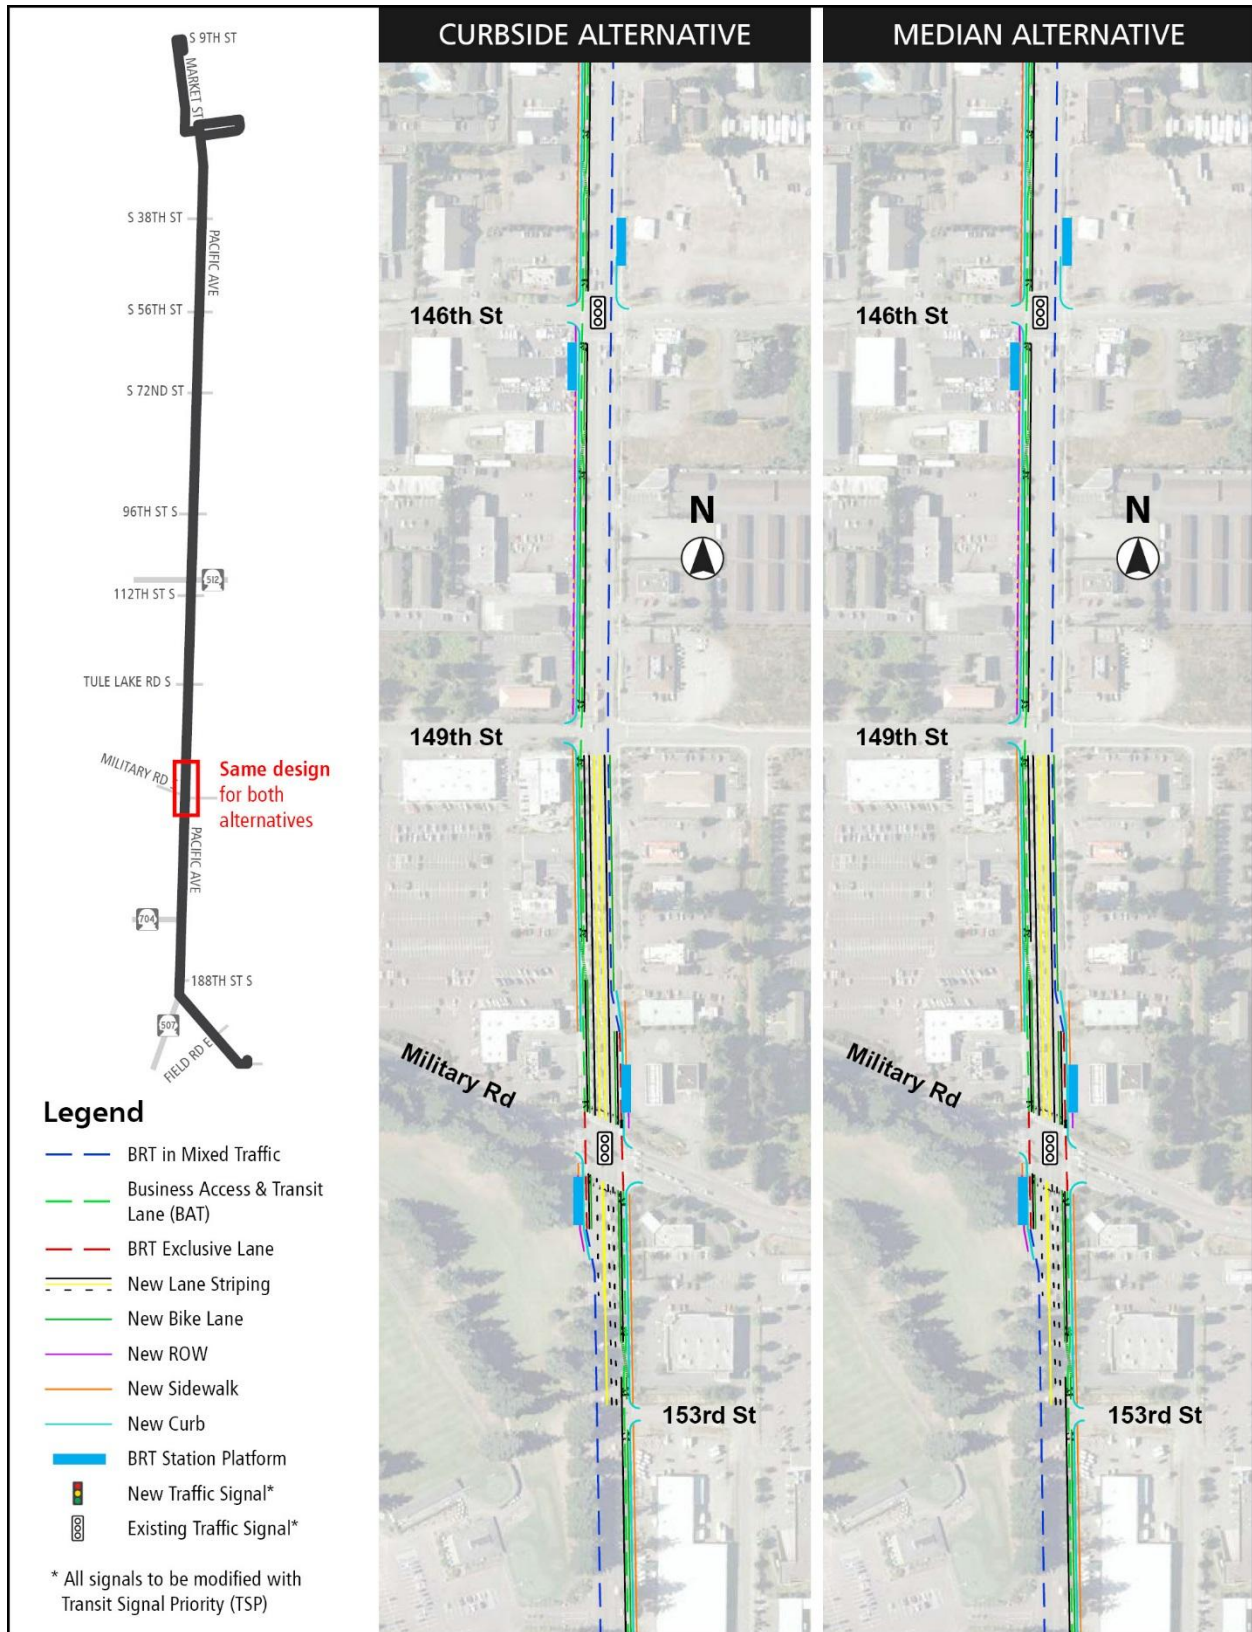 S 9TH ST
MARKET ST
S 38TH ST
PACIFIC AVE
S 56TH ST
S 72ND ST
96TH ST S
512
112TH ST S
TULE LAKE RD S
MILITARY RD
Same design
for both
alternatives
PACIFIC AVE
704
188TH ST S
507
FIELD RD E
Legend
BRT in Mixed Traffic
Business Access & Transit
Lane (BAT)
BRT Exclusive Lane
New Lane Striping
New Bike Lane
New ROW
New Sidewalk
New Curb
BRT Station Platform
New Traffic Signal*
Existing Traffic Signal*
* All signals to be modified with
Transit Signal Priority (TSP)
CURBSIDE ALTERNATIVE
146th St
N
149th St
Military Rd
153rd St
MEDIAN ALTERNATIVE
146th St
N
149th St
Military Rd
153rd St